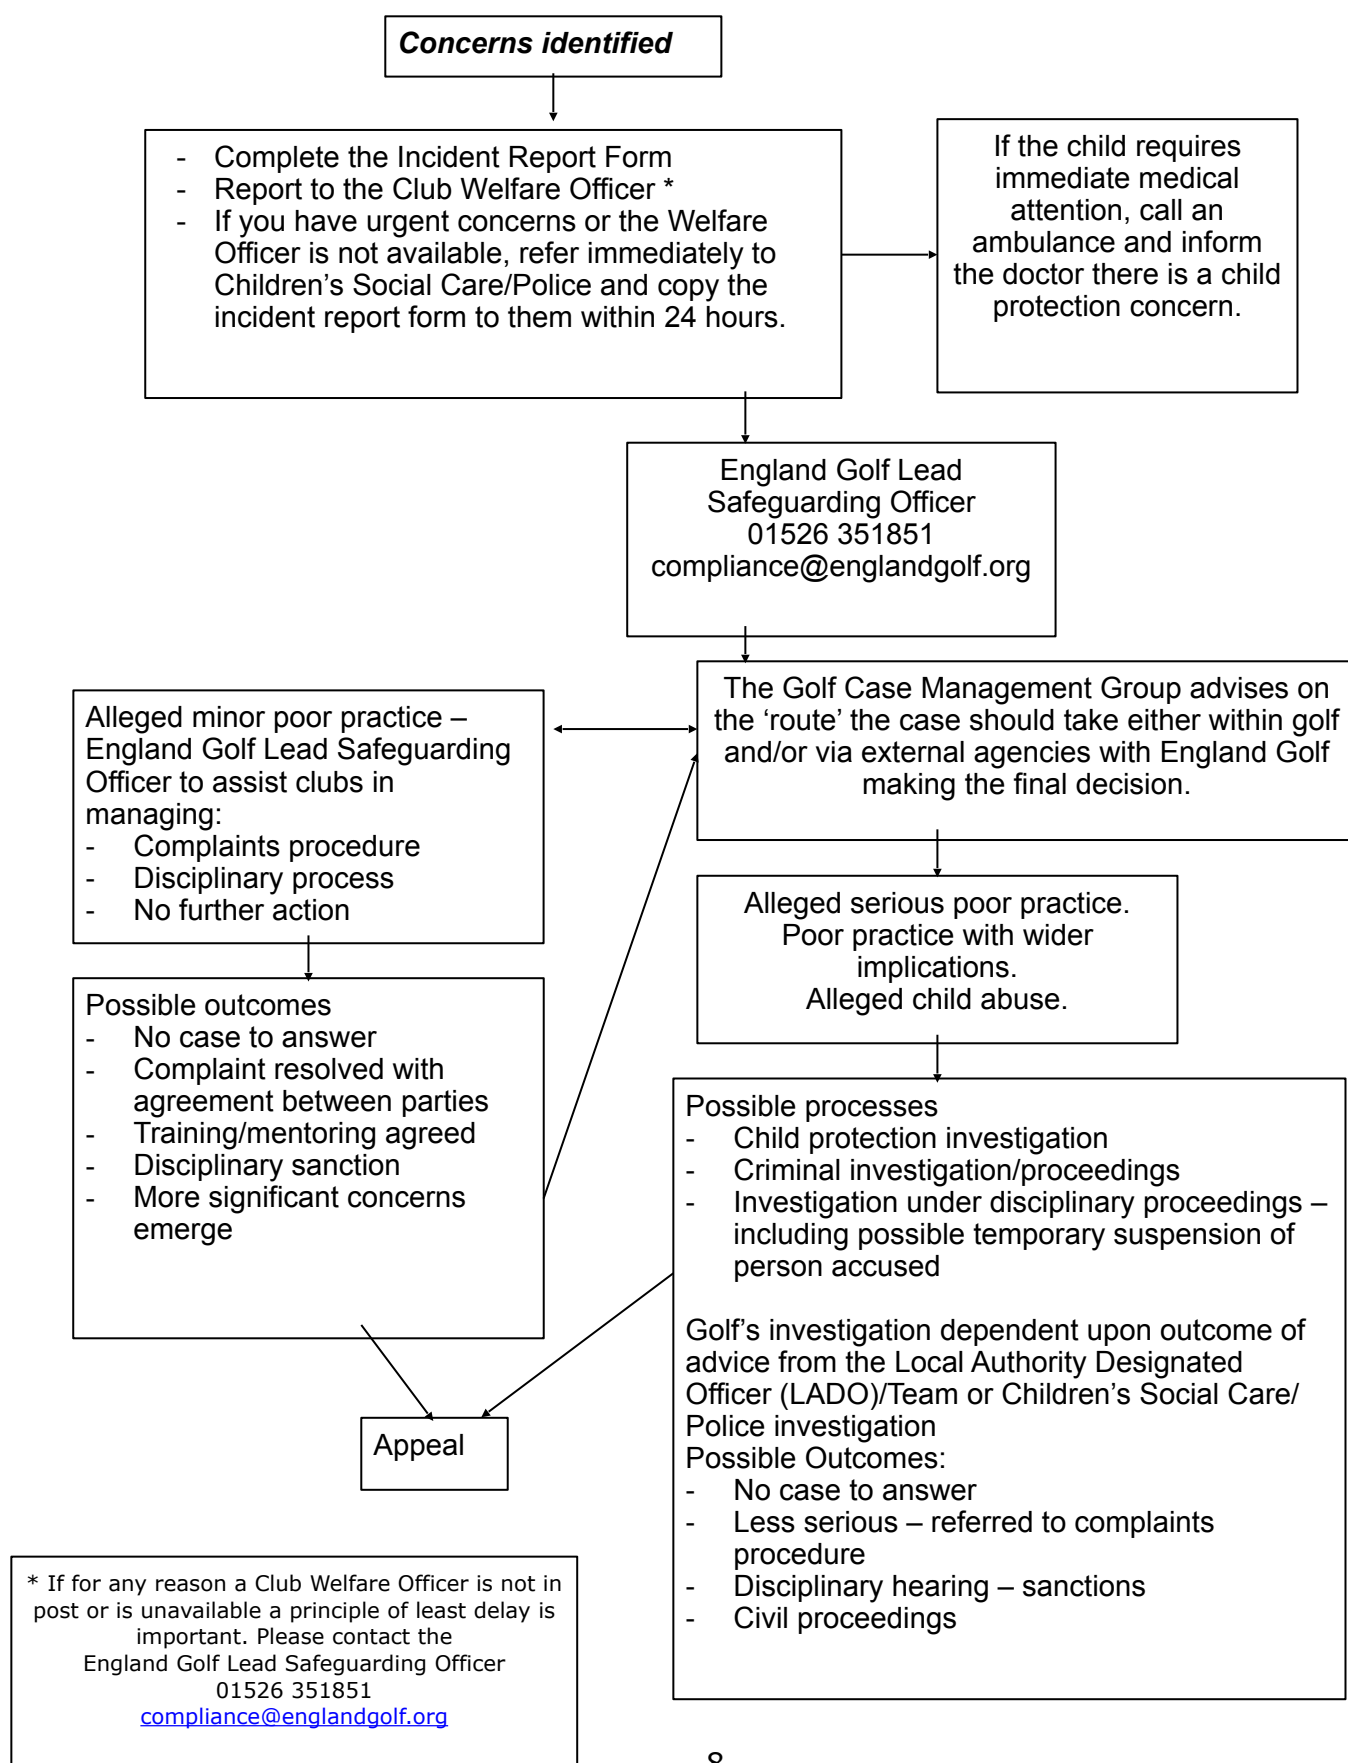 Concerns identified
- Complete the Incident Report Form
- Report to the Club Welfare Officer *
- If you have urgent concerns or the Welfare
Officer is not available, refer immediately to
Children’s Social Care/Police and copy the
incident report form to them within 24 hours.
If the child requires
immediate medical
attention, call an
ambulance and inform
the doctor there is a child
protection concern.
England Golf Lead
Safeguarding Officer
01526 351851
compliance@englandgolf.org
The Golf Case Management Group advises on
the ‘route’ the case should take either within golf
and/or via external agencies with England Golf
making the final decision.
Alleged minor poor practice –
England Golf Lead Safeguarding
Officer to assist clubs in
managing:
- Complaints procedure
- Disciplinary process
- No further action
Alleged serious poor practice.
Poor practice with wider
implications.
Alleged child abuse.
Possible outcomes
- No case to answer
- Complaint resolved with
agreement between parties
- Training/mentoring agreed
- Disciplinary sanction
- More significant concerns
emerge
Possible processes
- Child protection investigation
- Criminal investigation/proceedings
- Investigation under disciplinary proceedings –
including possible temporary suspension of
person accused
Golf’s investigation dependent upon outcome of
advice from the Local Authority Designated
Officer (LADO)/Team or Children’s Social Care/
Police investigation
Possible Outcomes:
- No case to answer
- Less serious – referred to complaints
procedure
- Disciplinary hearing – sanctions
- Civil proceedings
Appeal
* If for any reason a Club Welfare Officer is not in
post or is unavailable a principle of least delay is
important. Please contact the
England Golf Lead Safeguarding Officer
01526 351851
compliance@englandgolf.org
8